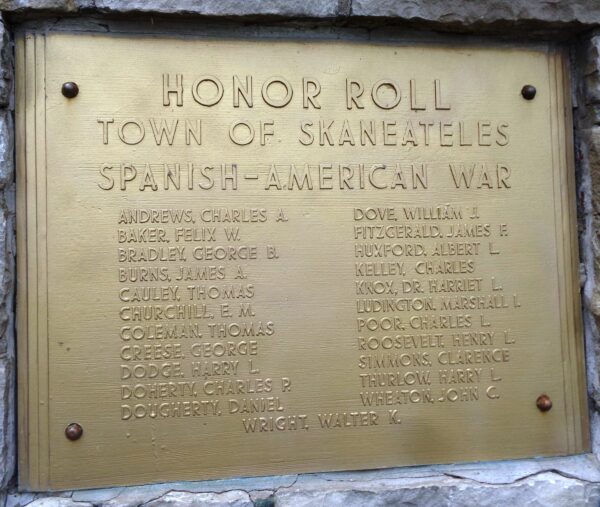 HONOR ROLL
TOWN OF SKANEATELES
SPANISH-AMERICAN WAR
ANDREWS, CHARLES A.
BAKER, FELIX W.
BRADLEY, GEORGE B.
BURNS, JAMES A.
CAULEY, THOMAS
CHURCHILL, E. M.
COLEMAN, THOMAS
CREESE, GEORGE
DODGE, HARRY L.
DOHERTY, CHARLES P.
DOUGHERTY, DANIEL
DOVE, WILLIAM J.
FITZGERALD, JAMES F.
HUXFORD, ALBERT L.
KELLEY, CHARLES
KNOX, DR. HARRIET L.
LUDINGTON, MARSHALL I.
POOR, CHARLES L.
ROOSEVELT, HENRY L.
SIMMONS, CLARENCE
THURLOW, HARRY L.
WHEATON, JOHN C.
WRIGHT, WALTER K.